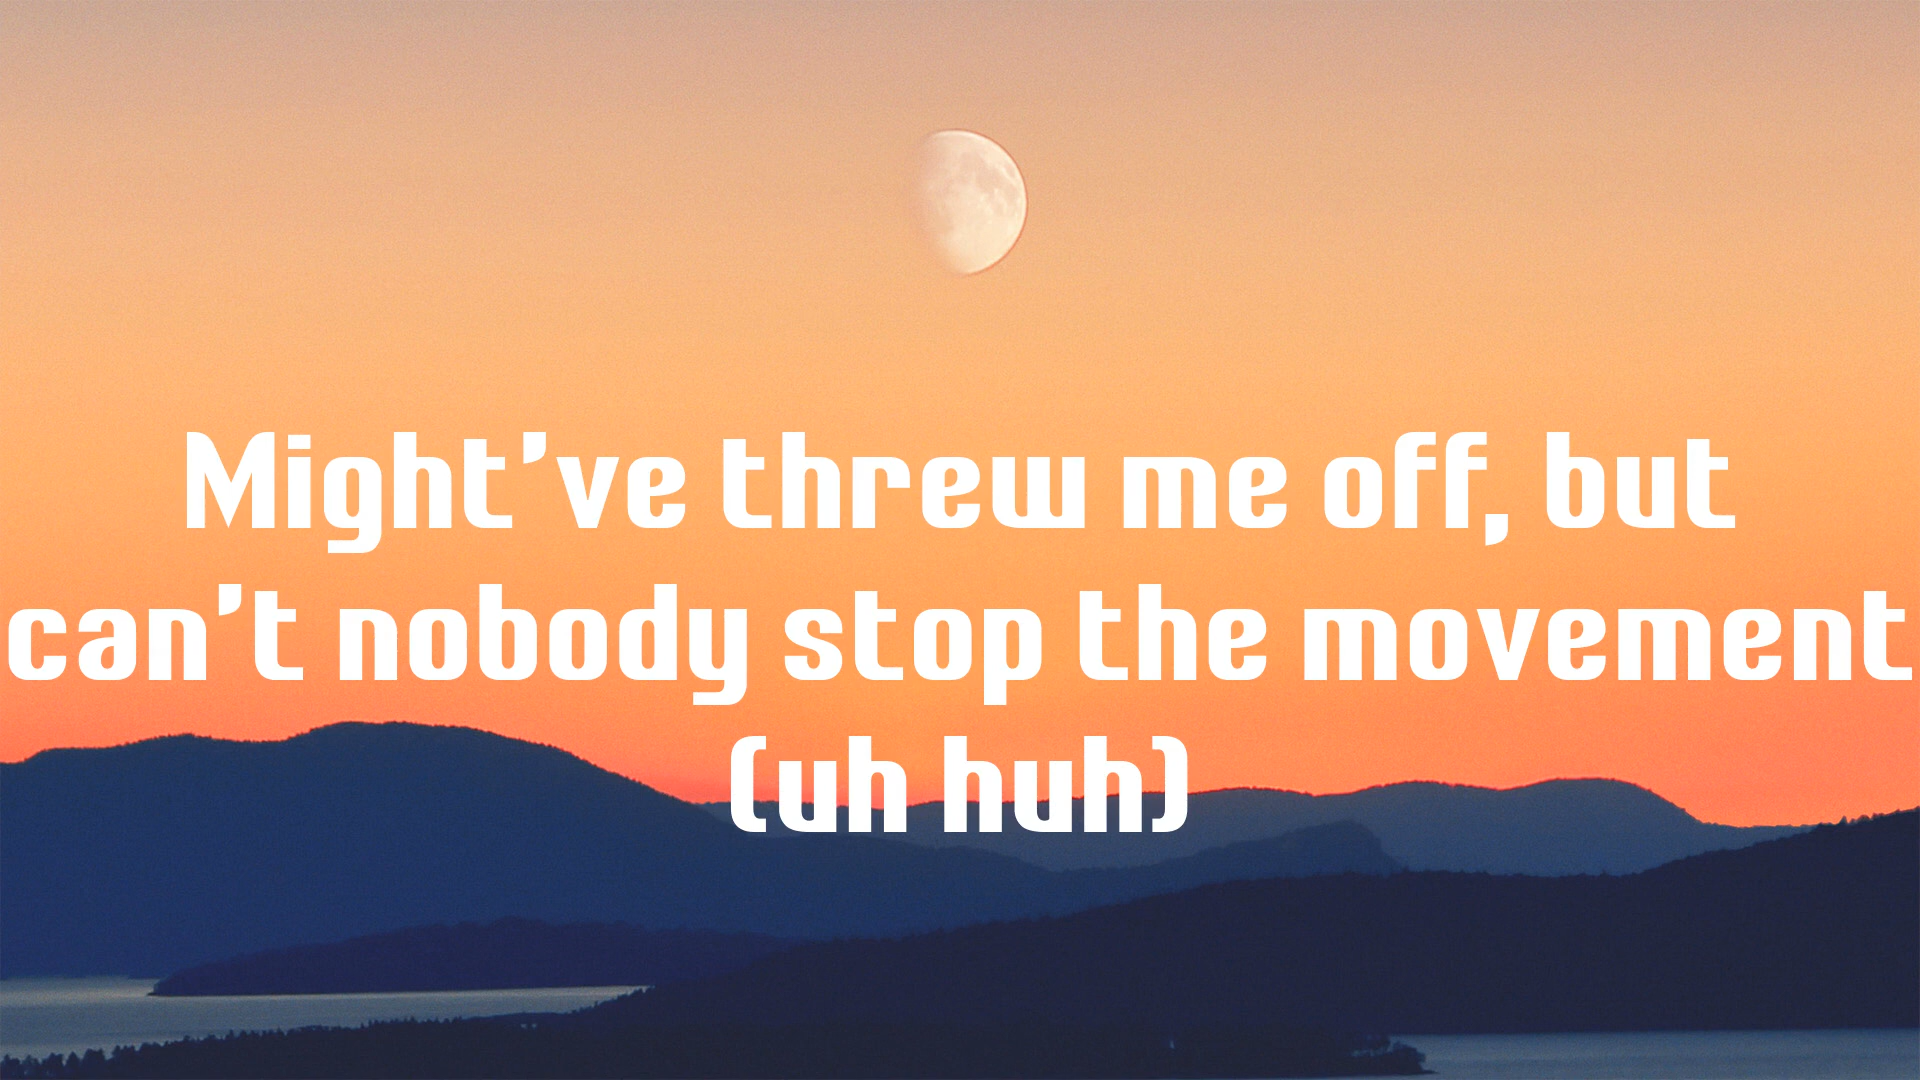 Might've threw me off, but
can't nobody stop the movement
(uh huh)